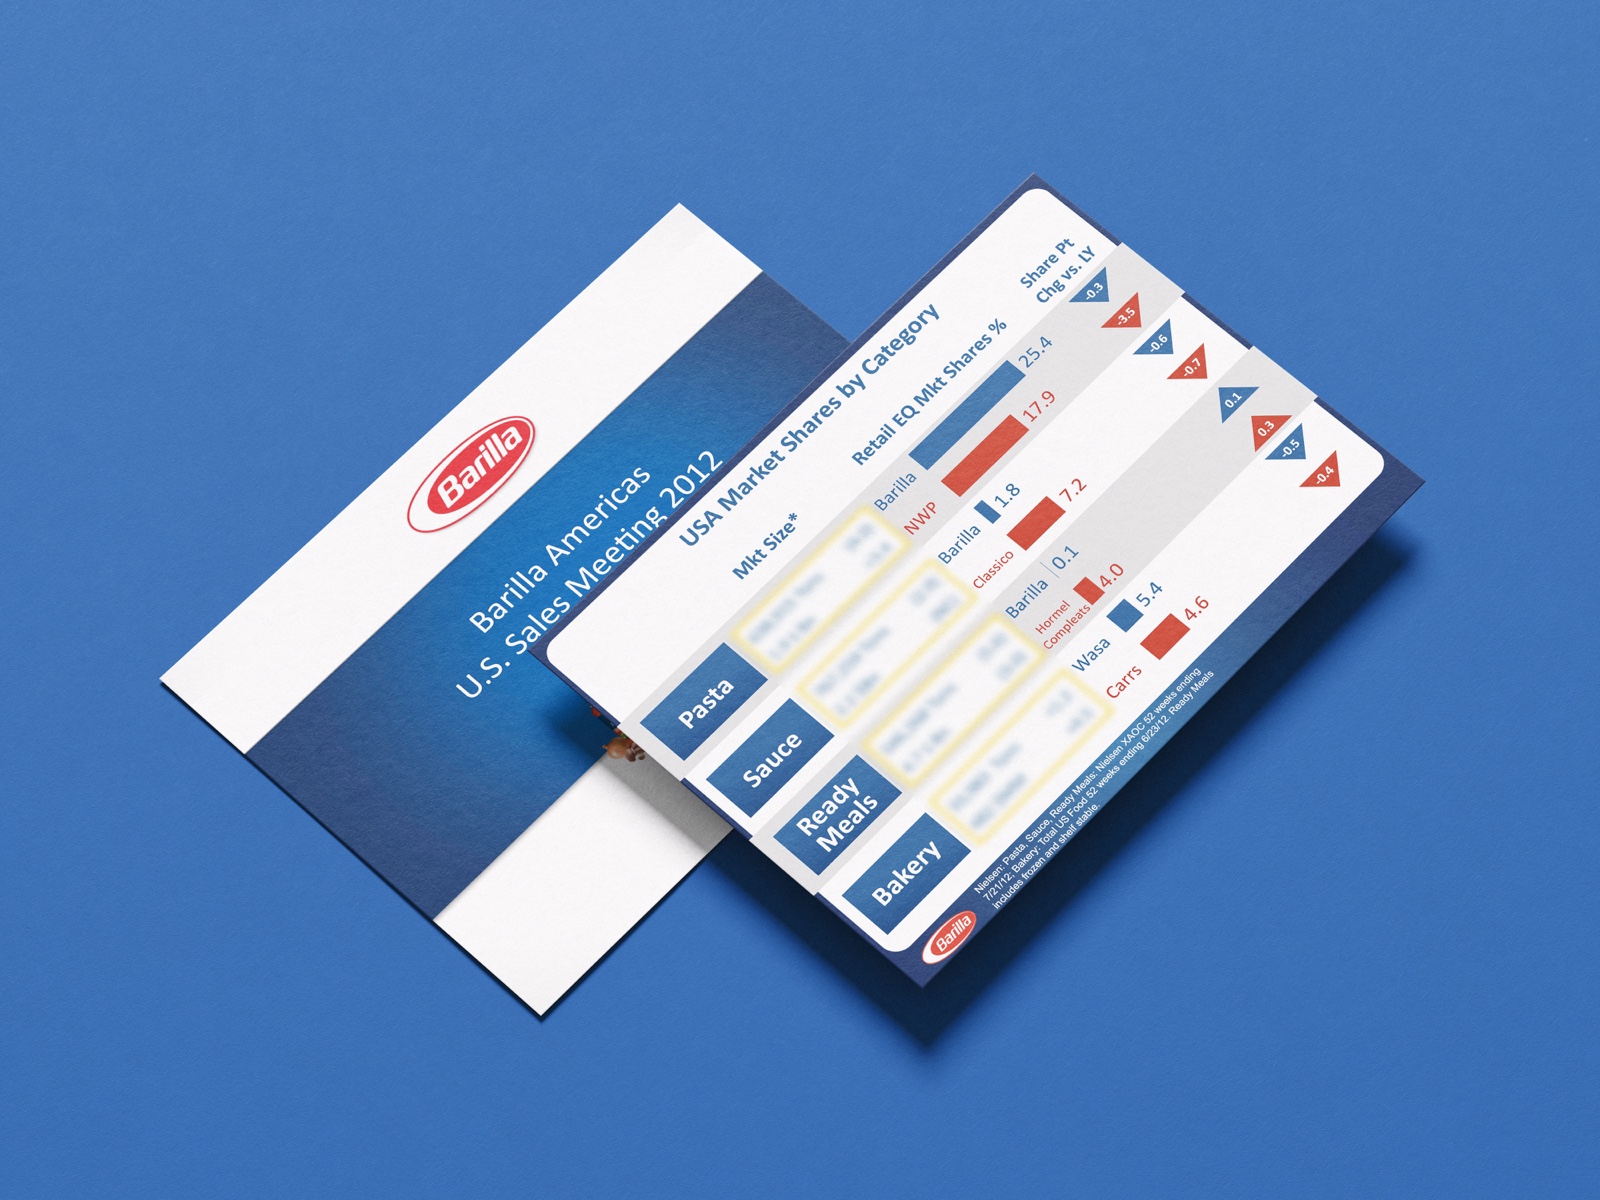 Barilla
Barilla Americas
U.S. Sales Meeting 2012
USA Market Shares by Category
Mkt Size*
Retail EQ Mkt Shares %
Share Pt
Chg vs. LY
Pasta
Barilla 25.4 -0.3
NWP 17.9 -3.5
Sauce
Barilla 1.8 -0.6
Classico 7.2 -0.7
Ready
Meals
Barilla 0.1 0.1
Hormel
Compleats 4.0 0.3
Bakery
Wasa 5.4 -0.5
Carrs 4.6 -0.4
Barilla
Nielsen: Pasta, Sauce, Ready Meals: Nielsen XAOC 52 weeks ending
7/21/12; Bakery: Total US Food 52 weeks ending 6/23/12. Ready Meals
includes frozen and shelf stable.